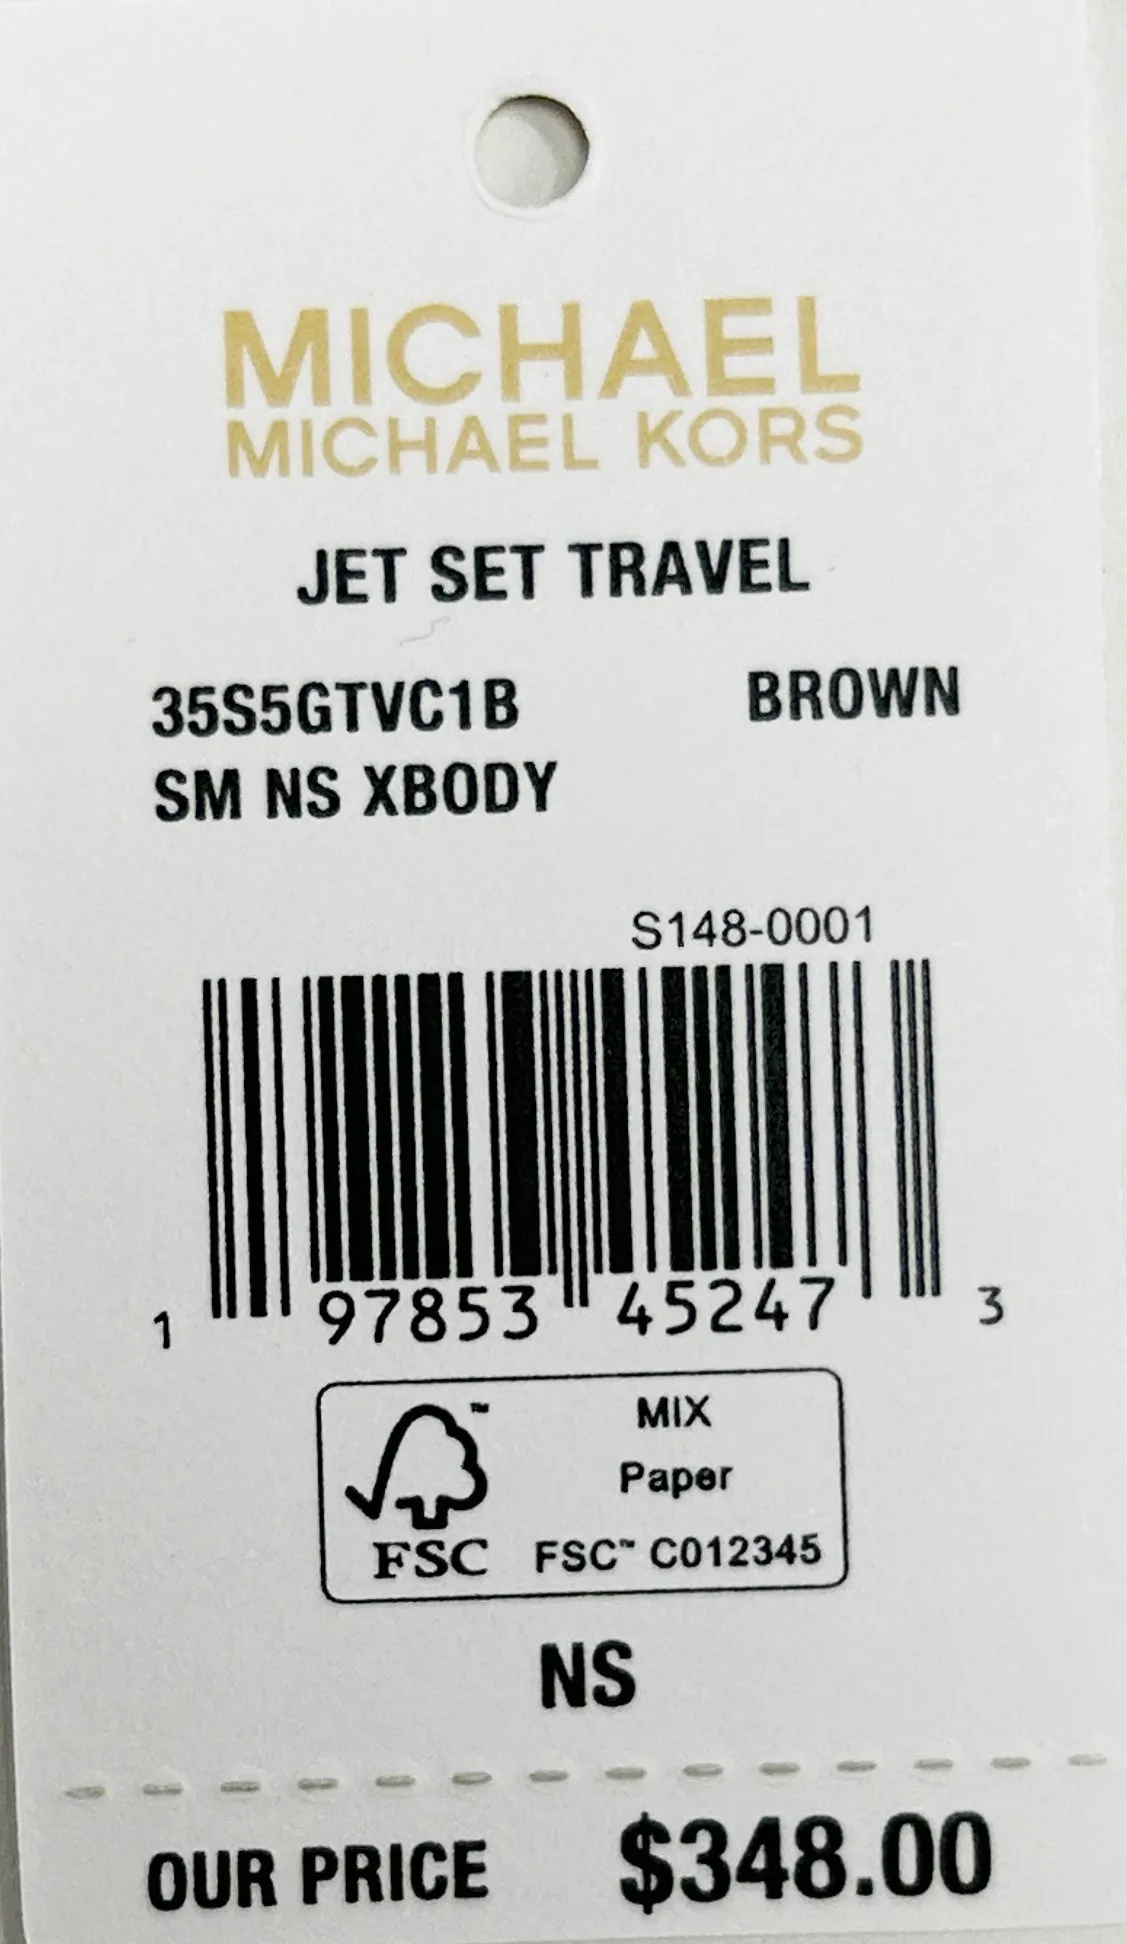 MICHAEL
MICHAEL KORS
JET SET TRAVEL
35S5GTVC1B BROWN
SM NS XBODY
S148-0001
1 97853 45247 3
MIX
Paper
FSC™ C012345
™
FSC
NS
OUR PRICE $348.00